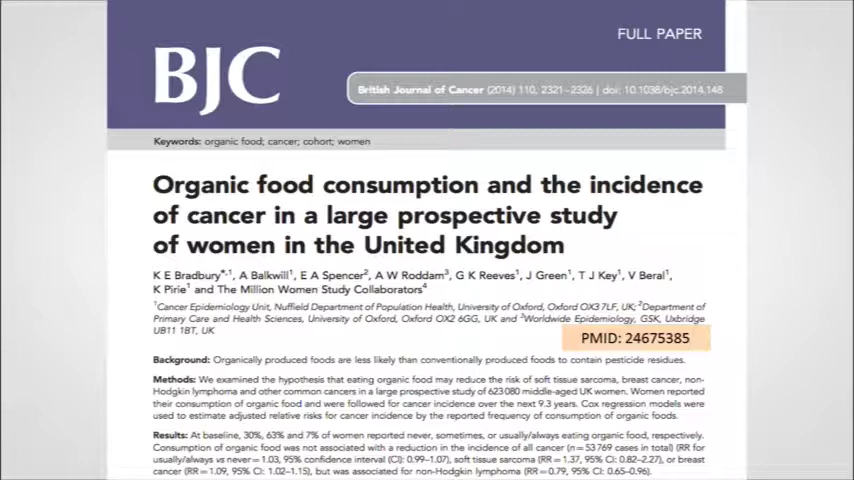 FULL PAPER
BJC
British Journal of Cancer (2014) 110, 2321–2326 | doi: 10.1038/bjc.2014.148
Keywords: organic food; cancer; cohort; women
Organic food consumption and the incidence
of cancer in a large prospective study
of women in the United Kingdom
K E Bradbury*,1, A Balkwill1, E A Spencer2, A W Roddam3, G K Reeves1, J Green1, T J Key1, V Beral1,
K Pirie1 and The Million Women Study Collaborators4
1Cancer Epidemiology Unit, Nuffield Department of Population Health, University of Oxford, Oxford OX3 7LF, UK; 2Department of
Primary Care and Health Sciences, University of Oxford, Oxford OX2 6GG, UK and 3Worldwide Epidemiology, GSK, Uxbridge
UB11 1BT, UK
PMID: 24675385
Background: Organically produced foods are less likely than conventionally produced foods to contain pesticide residues.
Methods: We examined the hypothesis that eating organic food may reduce the risk of soft tissue sarcoma, breast cancer, non-
Hodgkin lymphoma and other common cancers in a large prospective study of 623 080 middle-aged UK women. Women reported
their consumption of organic food and were followed for cancer incidence over the next 9.3 years. Cox regression models were
used to estimate adjusted relative risks for cancer incidence by the reported frequency of consumption of organic foods.
Results: At baseline, 30%, 63% and 7% of women reported never, sometimes, or usually/always eating organic food, respectively.
Consumption of organic food was not associated with a reduction in the incidence of all cancer (n = 53 769 cases in total) (RR for
usually/always vs never = 1.03, 95% confidence interval (CI): 0.99–1.07), soft tissue sarcoma (RR = 1.37, 95% CI: 0.82–2.27), or breast
cancer (RR = 1.09, 95% CI: 1.02–1.15), but was associated for non-Hodgkin lymphoma (RR = 0.79, 95% CI: 0.65–0.96).